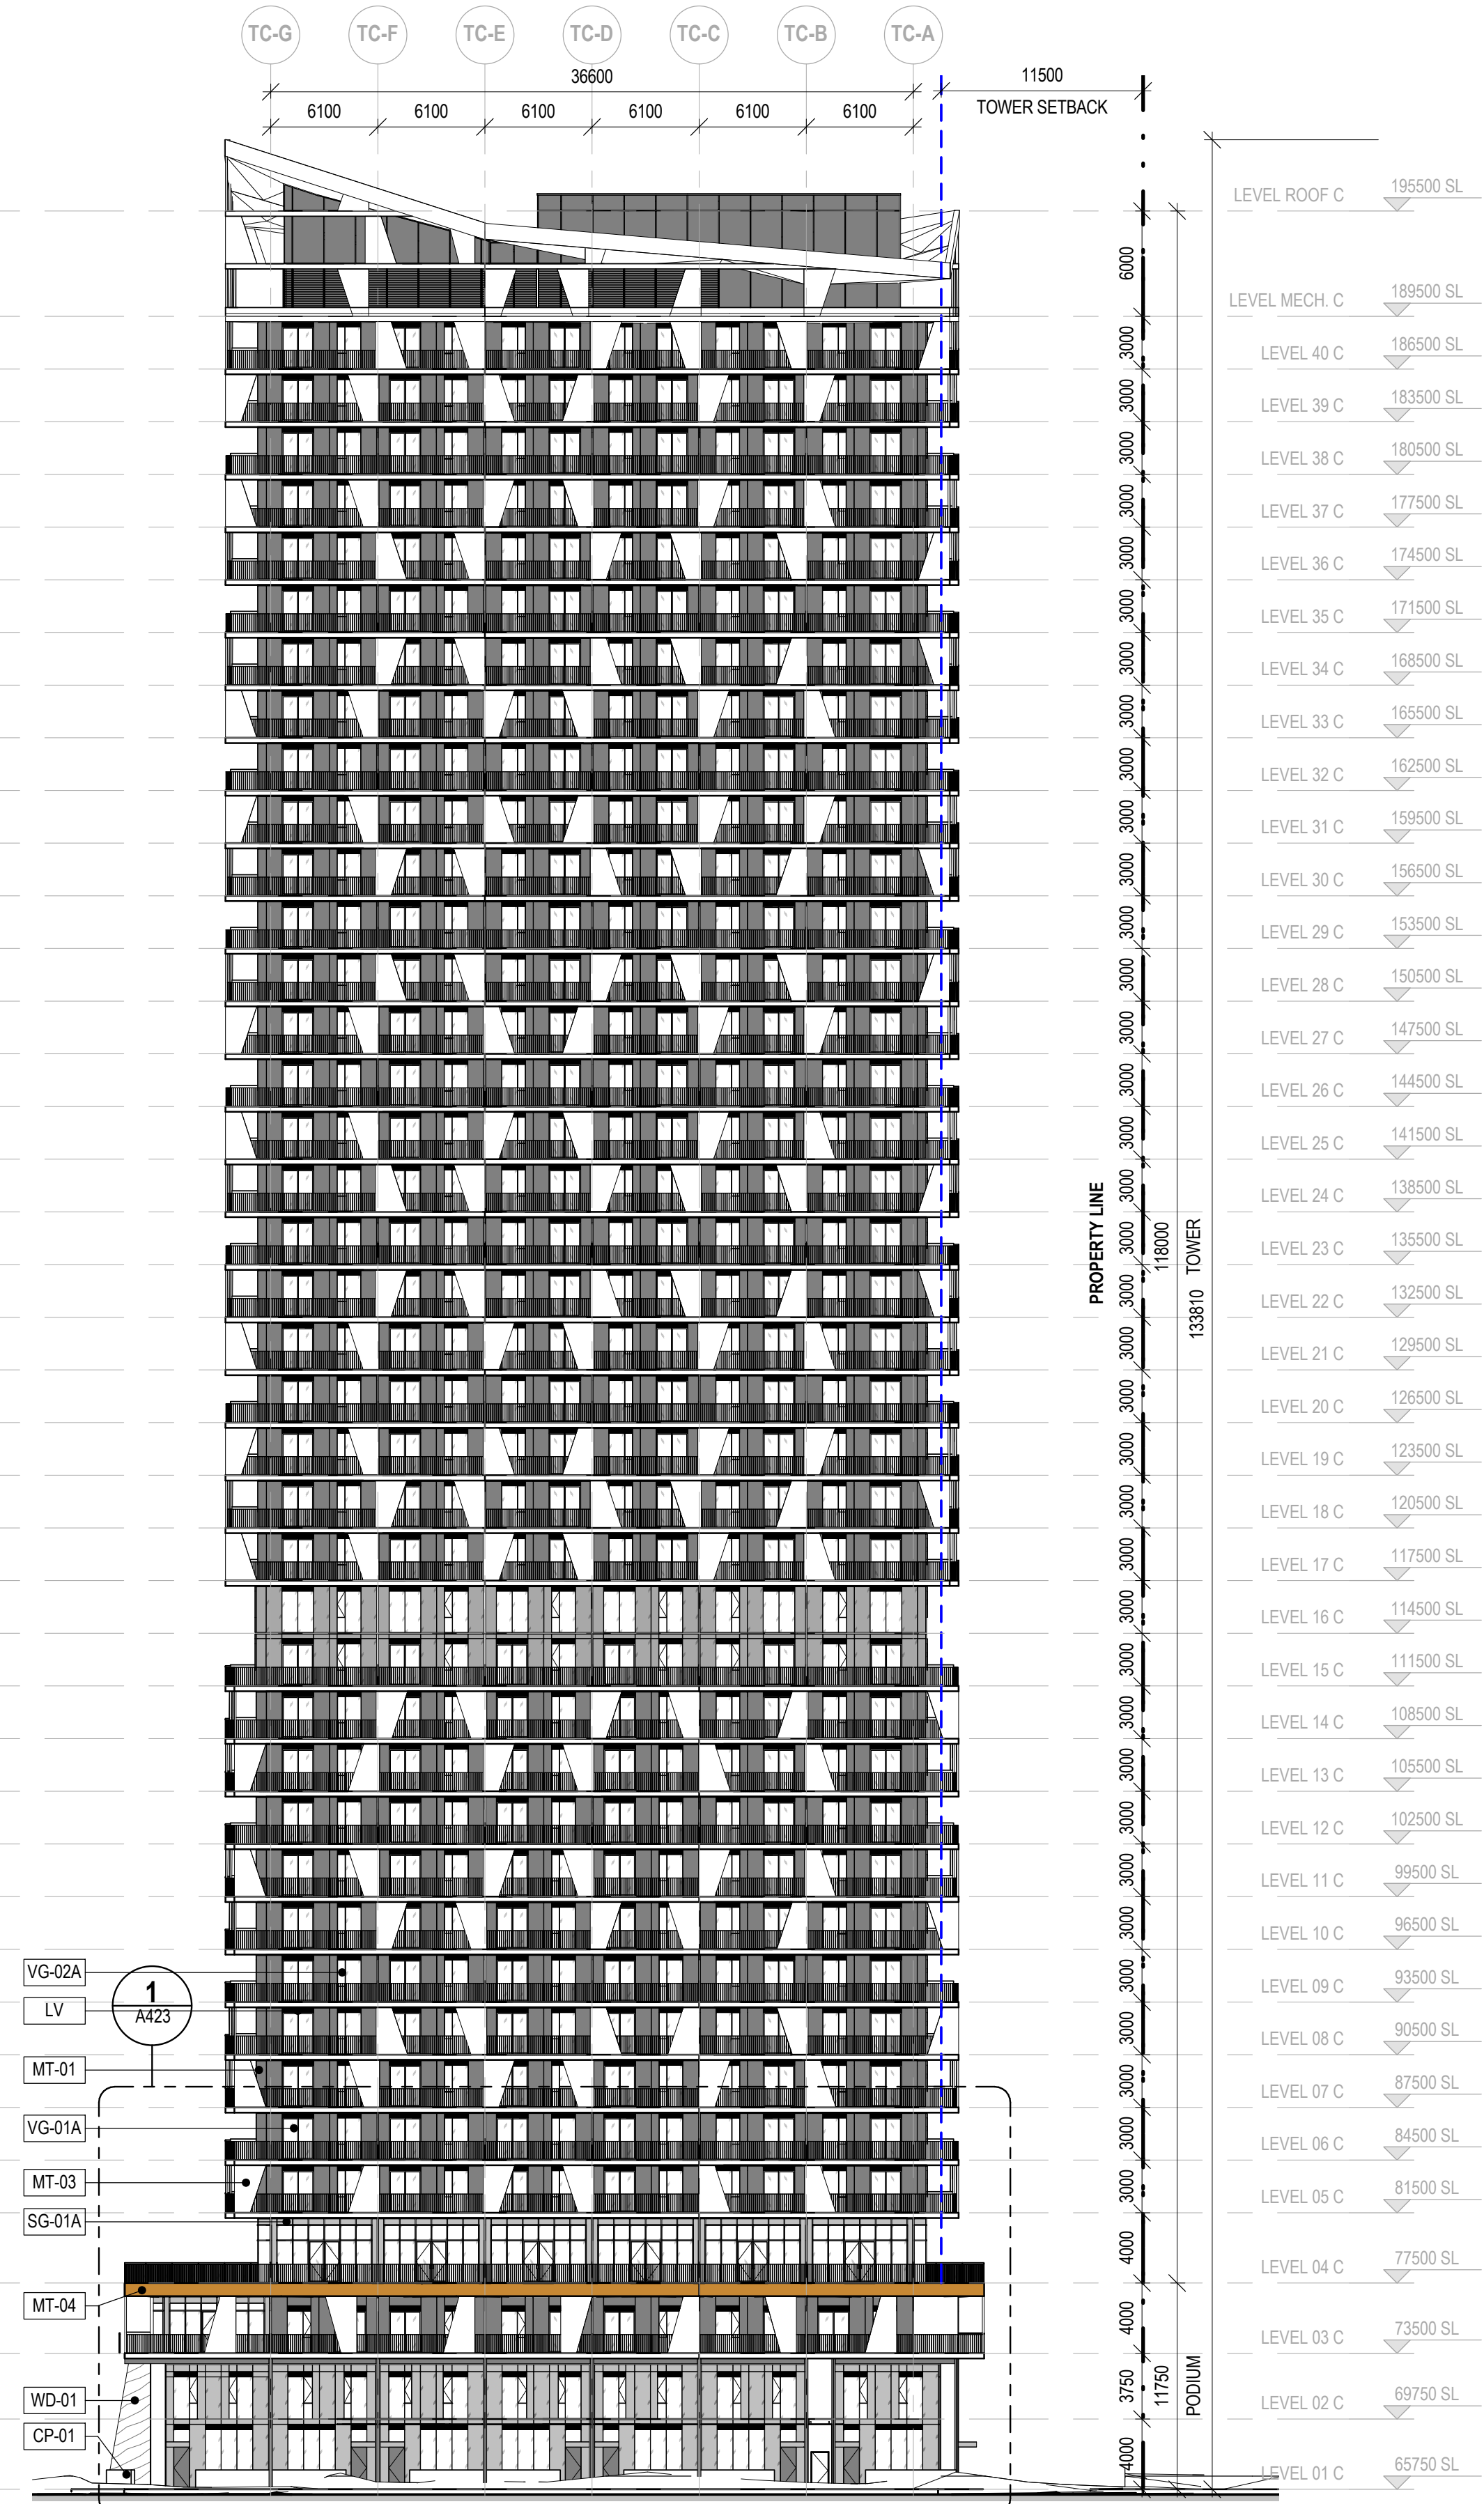 TC-G TC-F TC-E TC-D TC-C TC-B TC-A
36600 11500
6100 6100 6100 6100 6100 6100 TOWER SETBACK
LEVEL ROOF C 195500 SL
6000
LEVEL MECH. C 189500 SL
3000
LEVEL 40 C 186500 SL
3000
LEVEL 39 C 183500 SL
3000
LEVEL 38 C 180500 SL
3000
LEVEL 37 C 177500 SL
3000
LEVEL 36 C 174500 SL
3000
LEVEL 35 C 171500 SL
3000
LEVEL 34 C 168500 SL
3000
LEVEL 33 C 165500 SL
3000
LEVEL 32 C 162500 SL
3000
LEVEL 31 C 159500 SL
3000
LEVEL 30 C 156500 SL
3000
LEVEL 29 C 153500 SL
3000
LEVEL 28 C 150500 SL
3000
LEVEL 27 C 147500 SL
3000
LEVEL 26 C 144500 SL
3000
LEVEL 25 C 141500 SL
3000
LEVEL 24 C 138500 SL
PROPERTY LINE
3000
118000
TOWER
133810
LEVEL 23 C 135500 SL
3000
LEVEL 22 C 132500 SL
3000
LEVEL 21 C 129500 SL
3000
LEVEL 20 C 126500 SL
3000
LEVEL 19 C 123500 SL
3000
LEVEL 18 C 120500 SL
3000
LEVEL 17 C 117500 SL
3000
LEVEL 16 C 114500 SL
3000
LEVEL 15 C 111500 SL
3000
LEVEL 14 C 108500 SL
3000
LEVEL 13 C 105500 SL
3000
LEVEL 12 C 102500 SL
3000
LEVEL 11 C 99500 SL
3000
LEVEL 10 C 96500 SL
3000
LEVEL 09 C 93500 SL
3000
LEVEL 08 C 90500 SL
3000
LEVEL 07 C 87500 SL
3000
LEVEL 06 C 84500 SL
3000
LEVEL 05 C 81500 SL
4000
LEVEL 04 C 77500 SL
4000
LEVEL 03 C 73500 SL
3750
11750
PODIUM
LEVEL 02 C 69750 SL
4000
LEVEL 01 C 65750 SL
VG-02A
LV
1
A423
MT-01
VG-01A
MT-03
SG-01A
MT-04
WD-01
CP-01